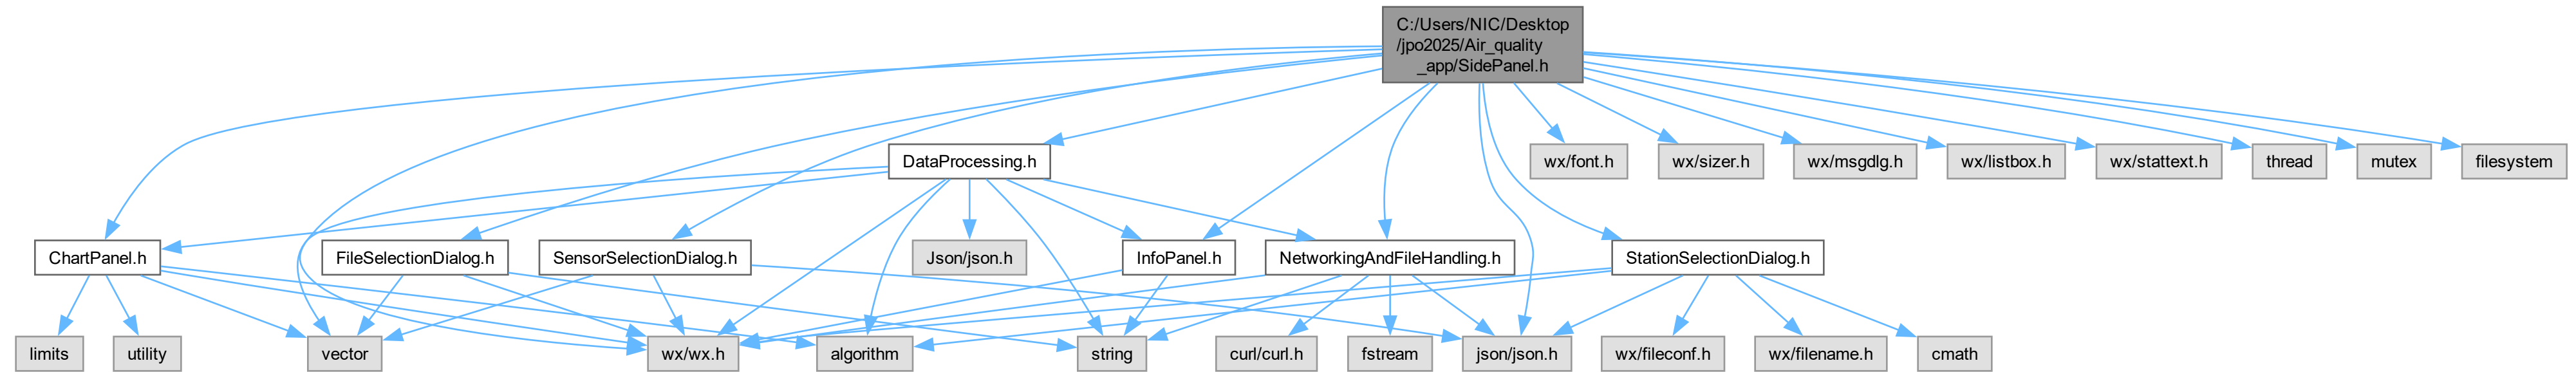 C:/Users/NIC/Desktop
/jpo2025/Air_quality
_app/SidePanel.h
DataProcessing.h
wx/font.h
wx/sizer.h
wx/msgdlg.h
wx/listbox.h
wx/stattext.h
thread
mutex
filesystem
ChartPanel.h
FileSelectionDialog.h
SensorSelectionDialog.h
Json/json.h
InfoPanel.h
NetworkingAndFileHandling.h
StationSelectionDialog.h
limits
utility
vector
wx/wx.h
algorithm
string
curl/curl.h
fstream
json/json.h
wx/fileconf.h
wx/filename.h
cmath